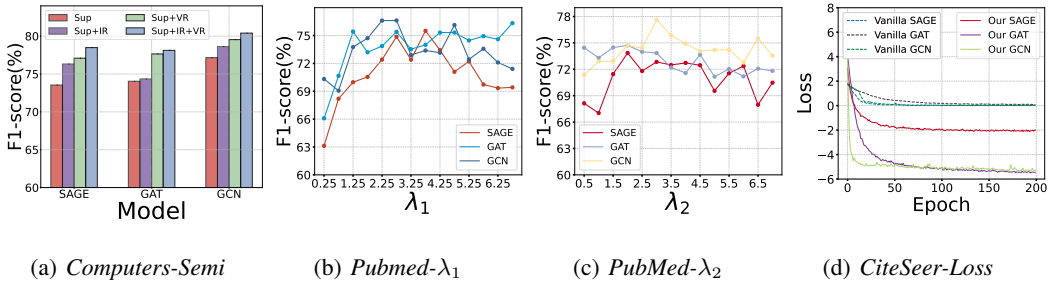 F1-score(%)
80
75
70
65
60
Sup
Sup+IR
Sup+VR
Sup+IR+VR
SAGE GAT GCN
Model
(a) Computers-Semi
F1-score(%)
78
75
72
69
66
63
60
SAGE
GAT
GCN
0.25 1.25 2.25 3.25 4.25 5.25 6.25
λ1
(b) Pubmed-λ1
F1-score(%)
78
75
72
69
66
63
60
SAGE
GAT
GCN
0.5 1.5 2.5 3.5 4.5 5.5 6.5
λ2
(c) PubMed-λ2
Loss
8
6
4
2
0
−2
−4
−6
Vanilla SAGE
Vanilla GAT
Vanilla GCN
Our SAGE
Our GAT
Our GCN
0 50 100 150 200
Epoch
(d) CiteSeer-Loss